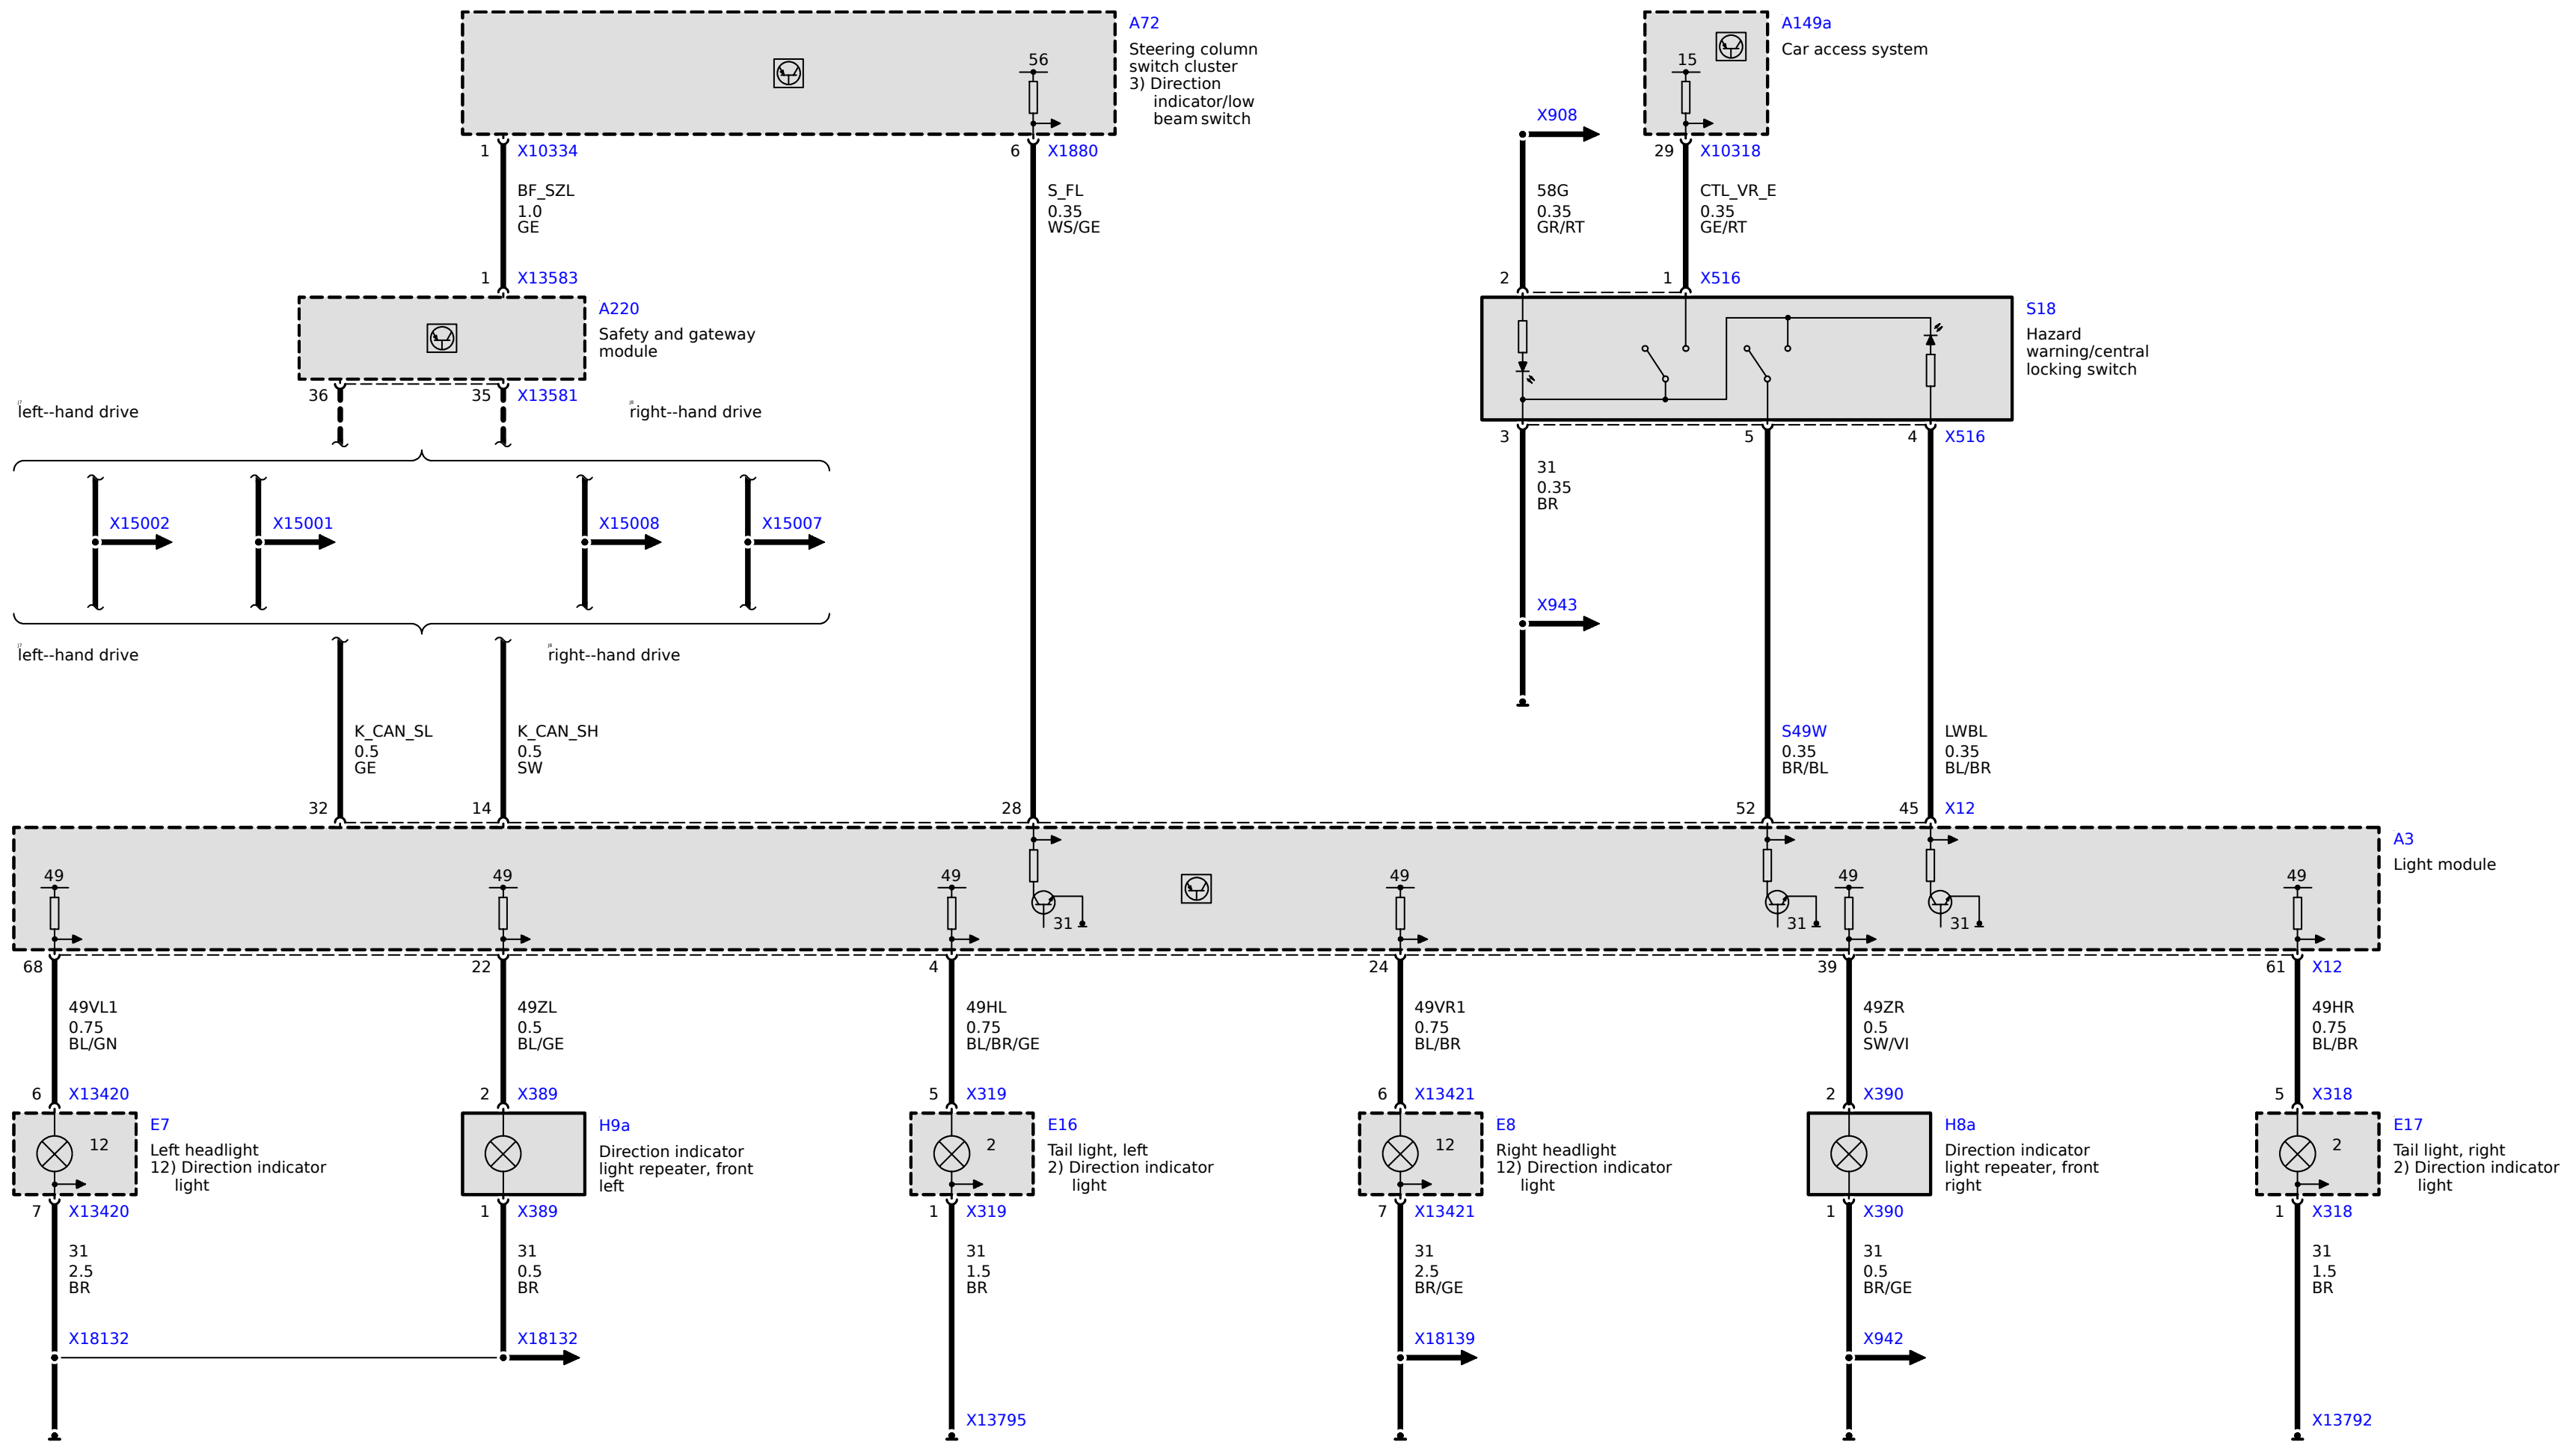 A72
Steering column
switch cluster
3) Direction
indicator/low
beam switch
56
A149a
Car access system
15
X908
1 X10334
6 X1880
29 X10318
BF_SZL
1.0
GE
S_FL
0.35
WS/GE
58G
0.35
GR/RT
CTL_VR_E
0.35
GE/RT
1 X13583
2
1 X516
A220
Safety and gateway
module
S18
Hazard
warning/central
locking switch
36
35 X13581
left--hand drive
right--hand drive
3
5
4 X516
31
0.35
BR
X15002
X15001
X15008
X15007
X943
left--hand drive
right--hand drive
K_CAN_SL
0.5
GE
K_CAN_SH
0.5
SW
S49W
0.35
BR/BL
LWBL
0.35
BL/BR
32
14
28
52
45 X12
A3
Light module
49
49
49
31
49
31
49
31
49
68
22
4
24
39
61 X12
49VL1
0.75
BL/GN
49ZL
0.5
BL/GE
49HL
0.75
BL/BR/GE
49VR1
0.75
BL/BR
49ZR
0.5
SW/VI
49HR
0.75
BL/BR
6 X13420
2 X389
5 X319
6 X13421
2 X390
5 X318
12
E7
Left headlight
12) Direction indicator
light
H9a
Direction indicator
light repeater, front
left
2
E16
Tail light, left
2) Direction indicator
light
12
E8
Right headlight
12) Direction indicator
light
H8a
Direction indicator
light repeater, front
right
2
E17
Tail light, right
2) Direction indicator
light
7 X13420
1 X389
1 X319
7 X13421
1 X390
1 X318
31
2.5
BR
31
0.5
BR
31
1.5
BR
31
2.5
BR/GE
31
0.5
BR/GE
31
1.5
BR
X18132
X18132
X18139
X942
X13795
X13792